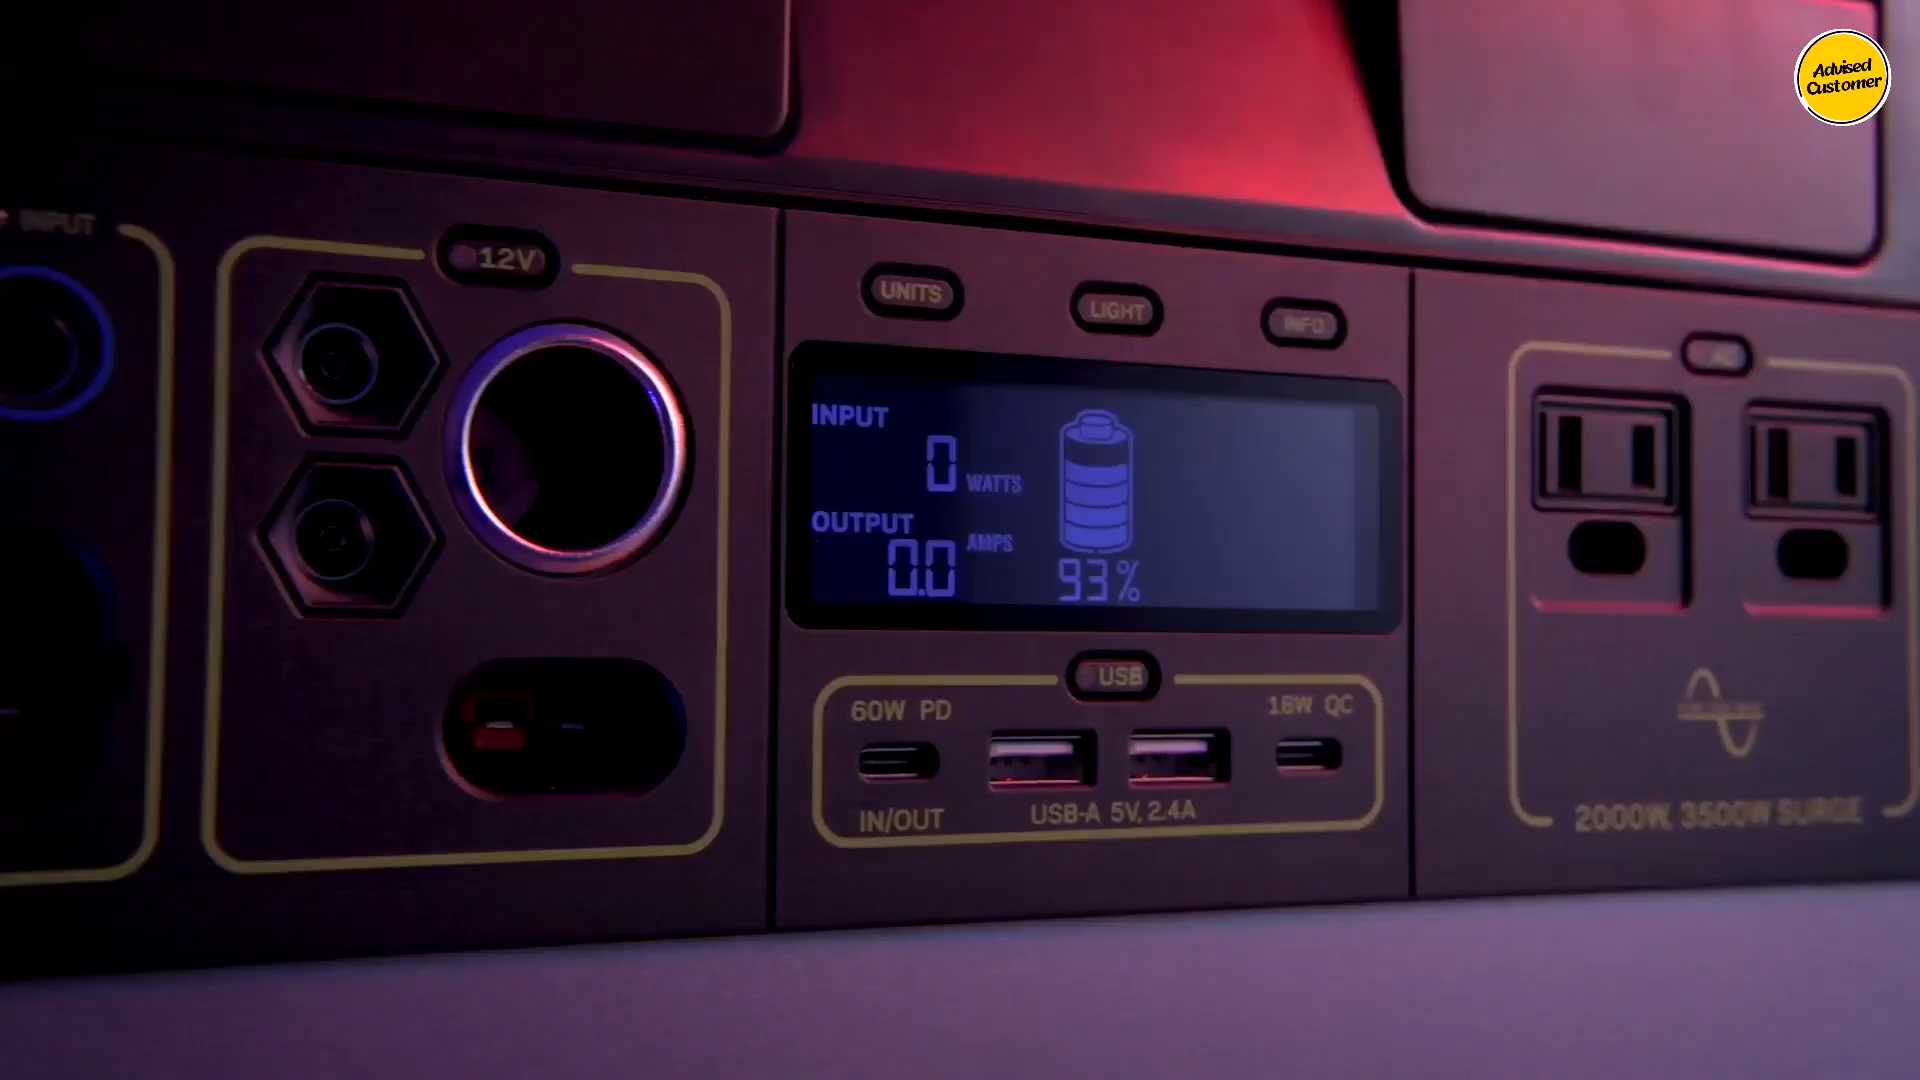 Advised
Customer
INPUT
12V
UNITS
LIGHT
INFO
AC
INPUT
0 WATTS
OUTPUT
0.0 AMPS
93%
USB
60W PD
18W QC
IN/OUT
USB-A 5V, 2.4A
2000W, 3500W SURGE